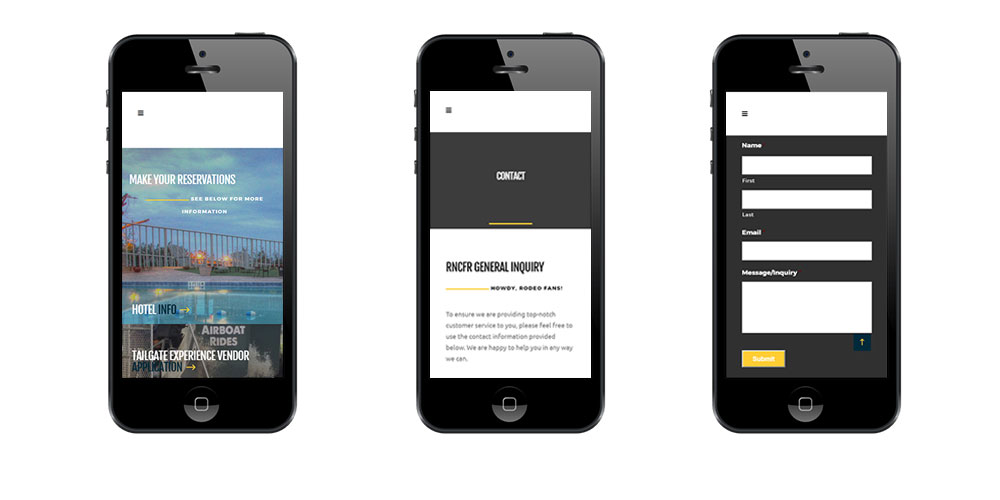 MAKE YOUR RESERVATIONS
SEE BELOW FOR MORE
INFORMATION
HOTEL INFO →
AIRBOAT
RIDES
TAILGATE EXPERIENCE VENDOR
APPLICATION →
CONTACT
RNCFR GENERAL INQUIRY
HOWDY, RODEO FANS!
To ensure we are providing top-notch
customer service to you, please feel free to
use the contact information provided
below. We are happy to help you in any way
we can.
Name
First
Last
Email
Message/Inquiry
Submit